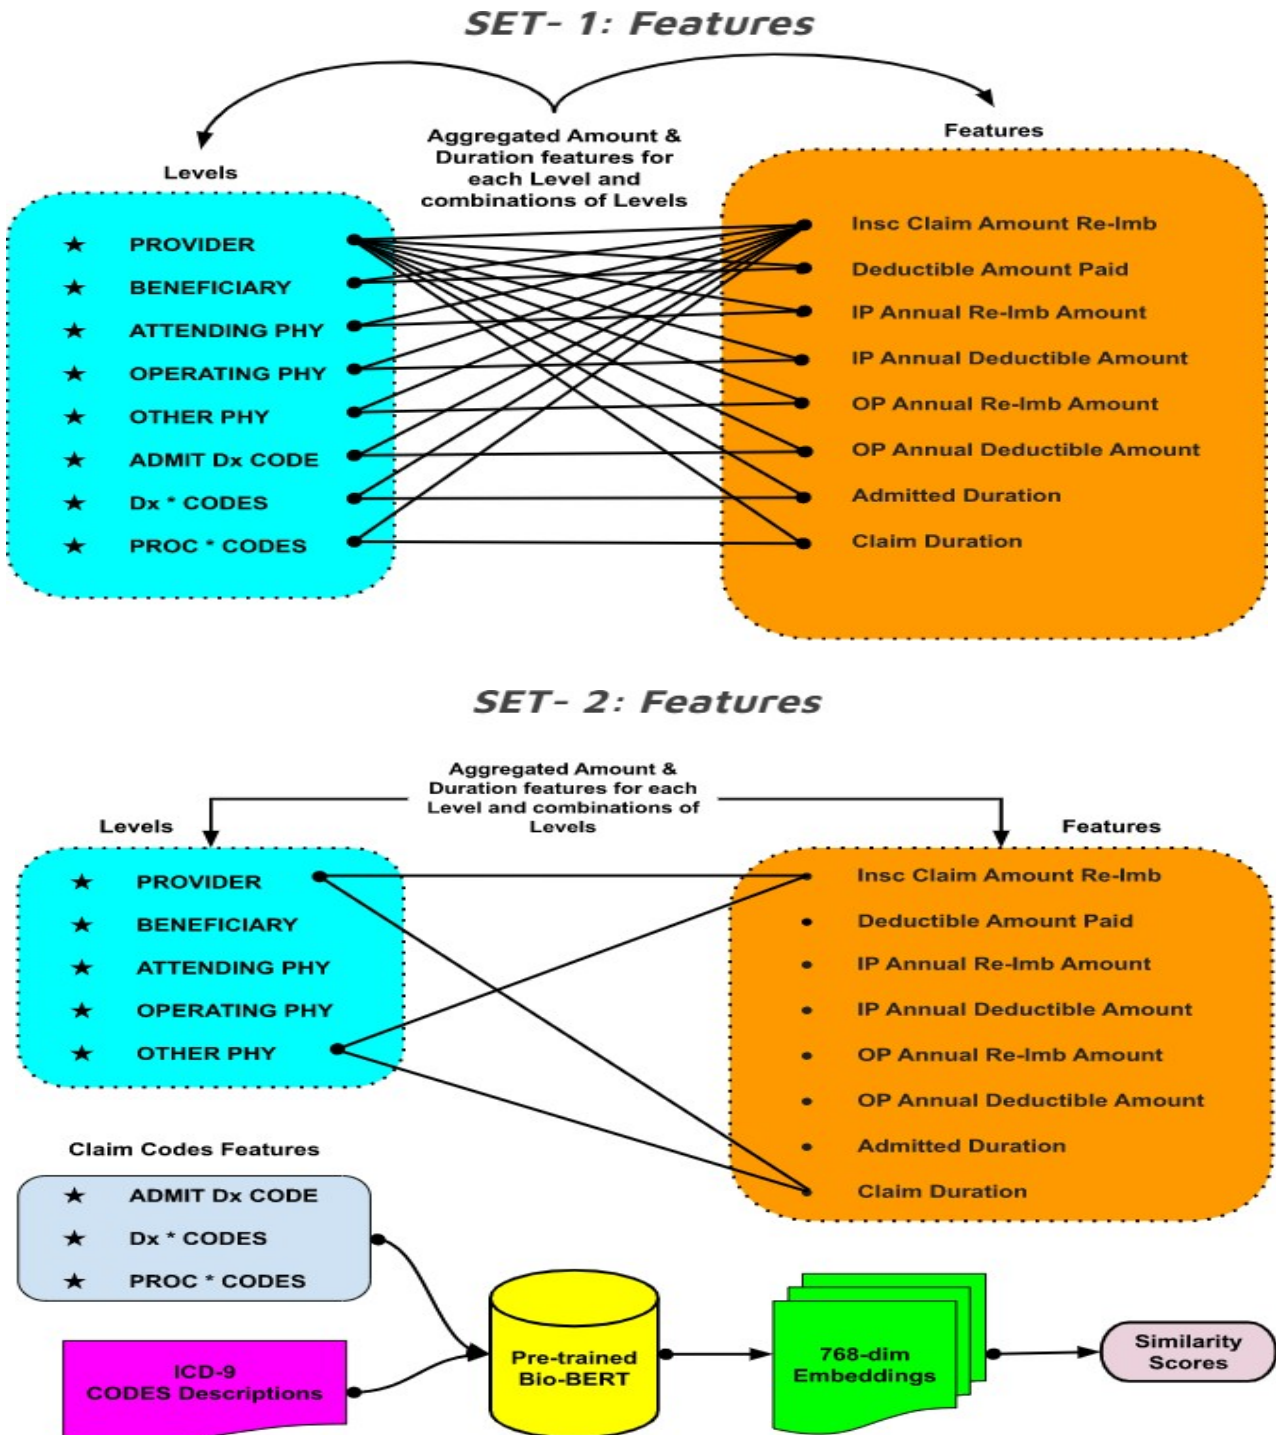 SET- 1: Features
Aggregated Amount &
Duration features for
each Level and
combinations of Levels
Levels
★ PROVIDER
★ BENEFICIARY
★ ATTENDING PHY
★ OPERATING PHY
★ OTHER PHY
★ ADMIT Dx CODE
★ Dx * CODES
★ PROC * CODES
Features
Insc Claim Amount Re-Imb
Deductible Amount Paid
IP Annual Re-Imb Amount
IP Annual Deductible Amount
OP Annual Re-Imb Amount
OP Annual Deductible Amount
Admitted Duration
Claim Duration
SET- 2: Features
Aggregated Amount &
Duration features for each
Level and combinations of
Levels
Levels
★ PROVIDER
★ BENEFICIARY
★ ATTENDING PHY
★ OPERATING PHY
★ OTHER PHY
Features
Insc Claim Amount Re-Imb
• Deductible Amount Paid
• IP Annual Re-Imb Amount
• IP Annual Deductible Amount
• OP Annual Re-Imb Amount
• OP Annual Deductible Amount
• Admitted Duration
Claim Duration
Claim Codes Features
★ ADMIT Dx CODE
★ Dx * CODES
★ PROC * CODES
ICD-9
CODES Descriptions
Pre-trained
Bio-BERT
768-dim
Embeddings
Similarity
Scores